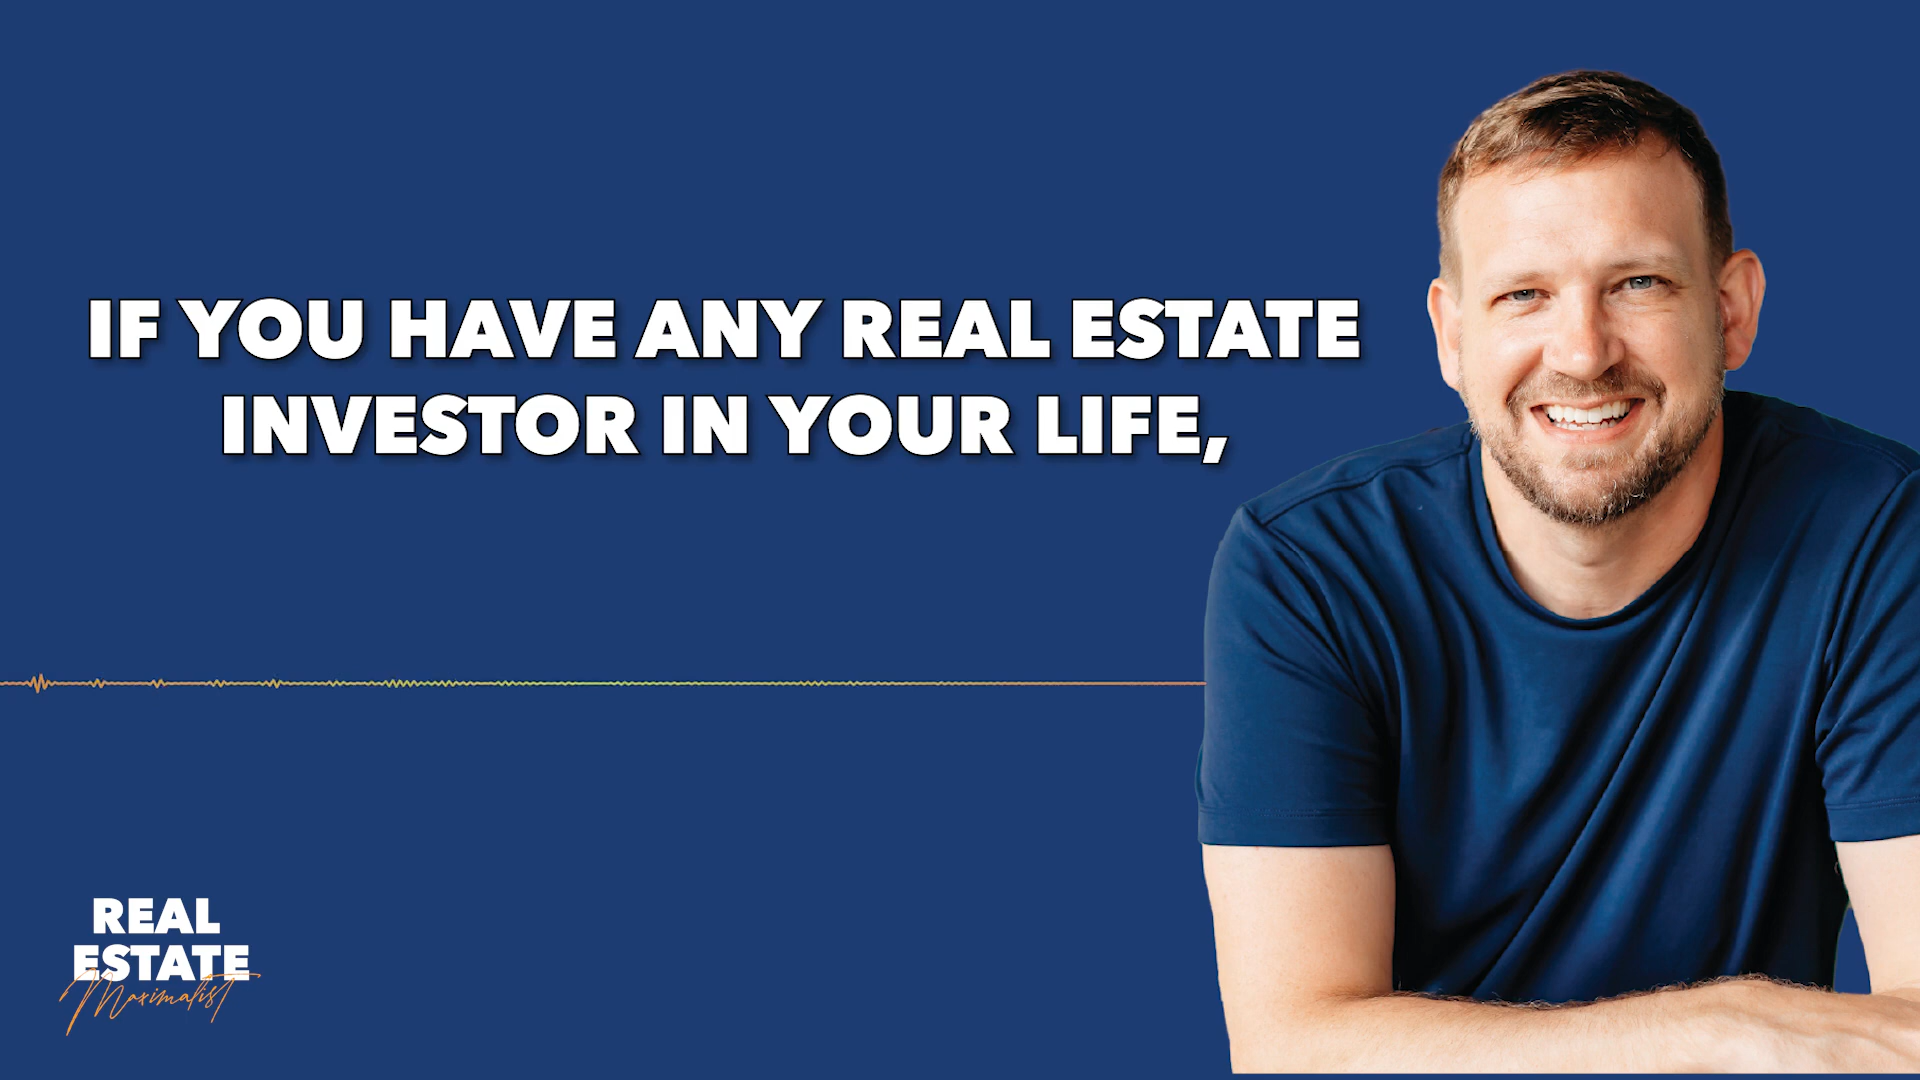 IF YOU HAVE ANY REAL ESTATE
INVESTOR IN YOUR LIFE,
REAL
ESTATE
Maximalist